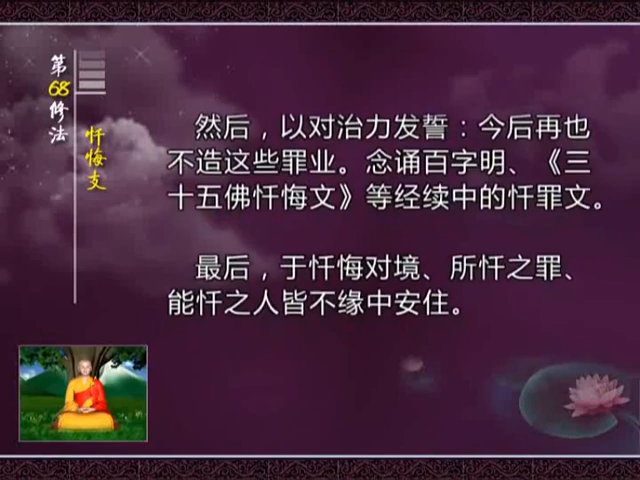 第68修法
忏悔支
然后，以对治力发誓：今后再也
不造这些罪业。念诵百字明、《三
十五佛忏悔文》等经续中的忏罪文。
最后，于忏悔对境、所忏之罪、
能忏之人皆不缘中安住。